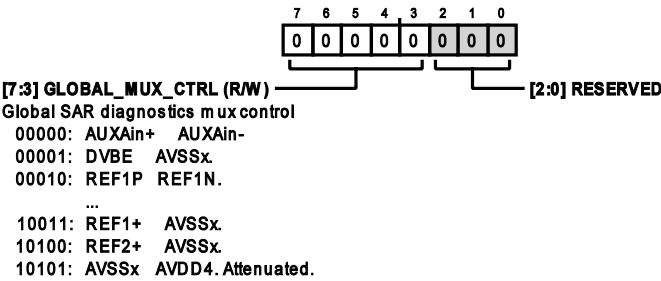 7 6 5 4 3 2 1 0
0 0 0 0 0 0 0 0
[7:3] GLOBAL_MUX_CTRL (R/W) [2:0] RESERVED
Global SAR diagnostics mux control
00000: AUXAin+ AUXAin-
00001: DVBE AVSSx.
00010: REF1P REF1N.
...
10011: REF1+ AVSSx.
10100: REF2+ AVSSx.
10101: AVSSx AVDD4. Attenuated.